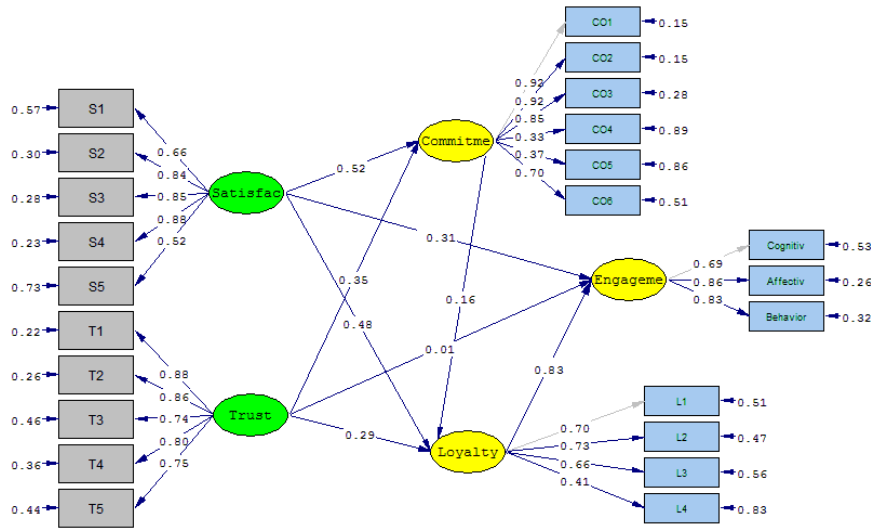 CO1
0.15
CO2
0.15
CO3
0.28
CO4
0.89
CO5
0.86
CO6
0.51
0.92
0.92
0.85
0.33
0.37
0.70
Commitme
0.57
S1
0.30
S2
0.28
S3
0.23
S4
0.73
S5
0.66
0.84
0.85
0.88
0.52
Satisfac
0.52
0.31
0.35
0.48
0.16
0.01
0.83
0.29
Engageme
0.69
0.86
0.83
Cognitiv
0.53
Affectiv
0.26
Behavior
0.32
0.22
T1
0.26
T2
0.46
T3
0.36
T4
0.44
T5
0.88
0.86
0.74
0.80
0.75
Trust
Loyalty
0.70
0.73
0.66
0.41
L1
0.51
L2
0.47
L3
0.56
L4
0.83